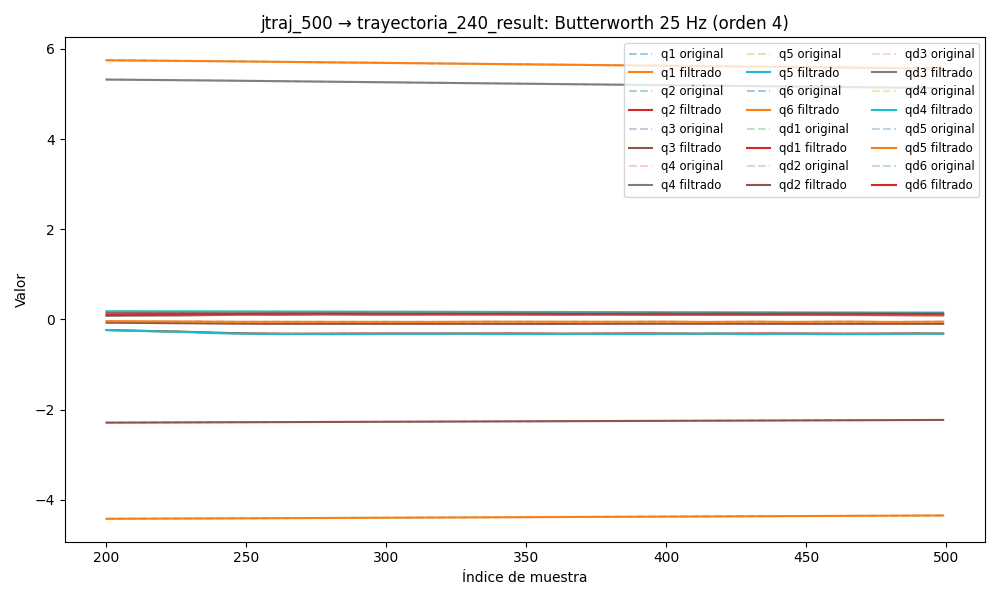 jtraj_500 → trayectoria_240_result: Butterworth 25 Hz (orden 4)
6
4
2
0
−2
−4
Valor
q1 original
q1 filtrado
q2 original
q2 filtrado
q3 original
q3 filtrado
q4 original
q4 filtrado
q5 original
q5 filtrado
q6 original
q6 filtrado
qd1 original
qd1 filtrado
qd2 original
qd2 filtrado
qd3 original
qd3 filtrado
qd4 original
qd4 filtrado
qd5 original
qd5 filtrado
qd6 original
qd6 filtrado
200 250 300 350 400 450 500
Índice de muestra